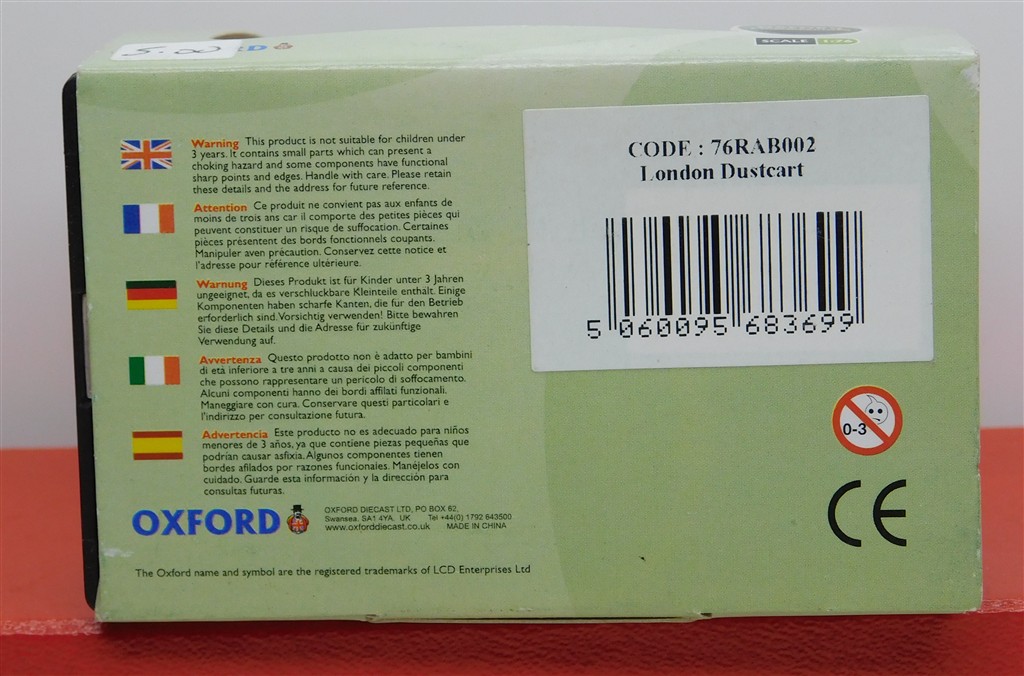 5.00
SCALE 1:76
Warning This product is not suitable for children under
3 years. It contains small parts which can present a
choking hazard and some components have functional
sharp points and edges. Handle with care. Please retain
these details and the address for future reference.
Attention Ce produit ne convient pas aux enfants de
moins de trois ans car il comporte des petites pièces qui
peuvent constituer un risque de suffocation. Certaines
pièces présentent des bords fonctionnels coupants.
Manipuler aven précaution. Conservez cette notice et
l'adresse pour référence ultérieure.
Warnung Dieses Produkt ist für Kinder unter 3 Jahren
ungeeignet, da es verschluckbare Kleinteile enthält. Einige
Komponenten haben scharfe Kanten, die fur den Betrieb
erforderlich sind. Vorsichtig verwenden! Bitte bewahren
Sie diese Details und die Adresse für zukünftige
Verwendung auf.
Avvertenza Questo prodotto non è adatto per bambini
di età inferiore a tre anni a causa dei piccoli componenti
che possono rappresentare un pericolo di soffocamento.
Alcuni componenti hanno dei bordi affilati funzionali.
Maneggiare con cura. Conservare questi particolari e
l'indirizzo per consultazione futura.
Advertencia Este producto no es adecuado para niños
menores de 3 años, ya que contiene piezas pequeñas que
podrían causar asfixia. Algunos componentes tienen
bordes afilados por razones funcionales. Manéjelos con
cuidado. Guarde esta información y la dirección para
consultas futuras.
OXFORD
OXFORD DIECAST LTD, PO BOX 62,
Swansea, SA1 4YA. UK Tel +44(0) 1792 643500
www.oxforddiecast.co.uk MADE IN CHINA
The Oxford name and symbol are the registered trademarks of LCD Enterprises Ltd
CODE : 76RAB002
London Dustcart
5 060095 683699
0-3
CE